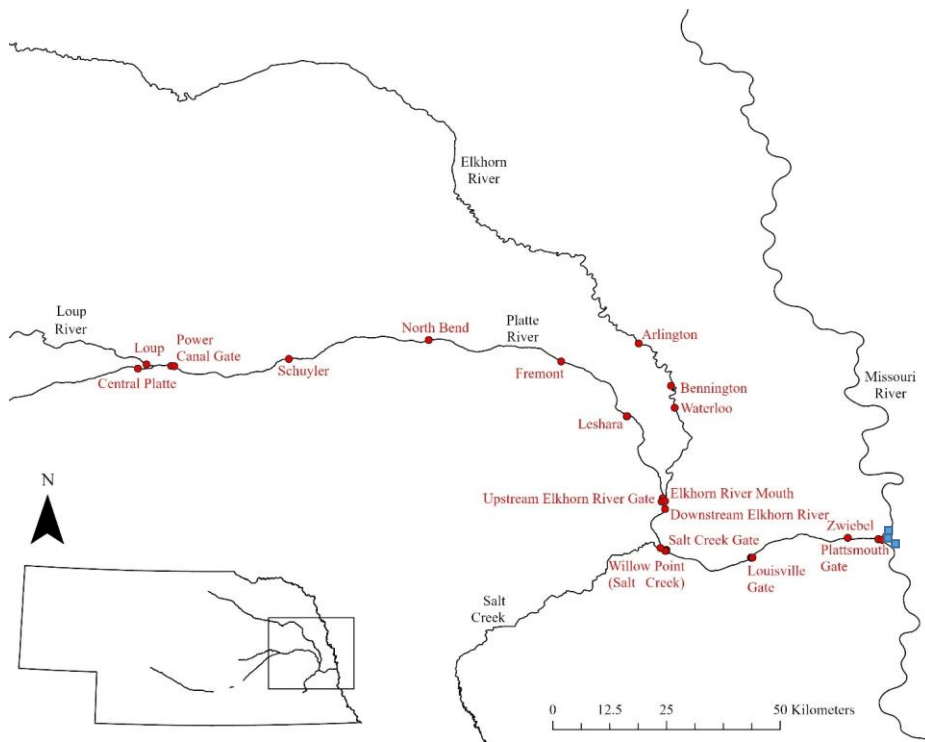 Elkhorn
River
Loup
River
Loup
Power
Canal Gate
Central Platte
Schuyler
North Bend
Platte
River
Fremont
Leshara
Arlington
Bennington
Waterloo
Missouri
River
Upstream Elkhorn River Gate
Elkhorn River Mouth
Downstream Elkhorn River
Salt Creek Gate
Willow Point
(Salt Creek)
Louisville
Gate
Zwiebel
Plattsmouth
Gate
Salt
Creek
N
0 12.5 25 50 Kilometers